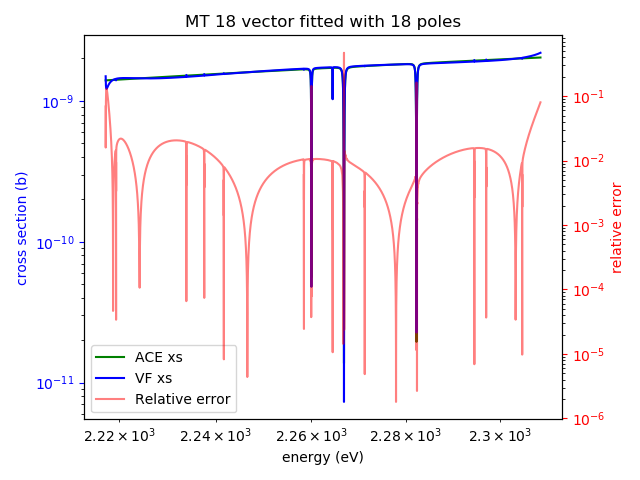 MT 18 vector fitted with 18 poles
cross section (b)
10⁻⁹
10⁻¹⁰
10⁻¹¹
10⁻¹
10⁻²
10⁻³
10⁻⁴
10⁻⁵
10⁻⁶
relative error
ACE xs
VF xs
Relative error
2.22 × 10³ 2.24 × 10³ 2.26 × 10³ 2.28 × 10³ 2.3 × 10³
energy (eV)